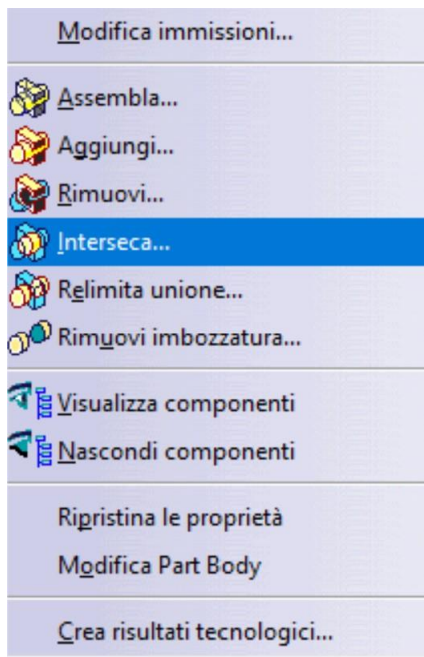 Modifica immissioni...
Assembla...
Aggiungi...
Rimuovi...
Interseca...
Relimita unione...
Rimuovi imbozzatura...
Visualizza componenti
Nascondi componenti
Ripristina le proprietà
Modifica Part Body
Crea risultati tecnologici...